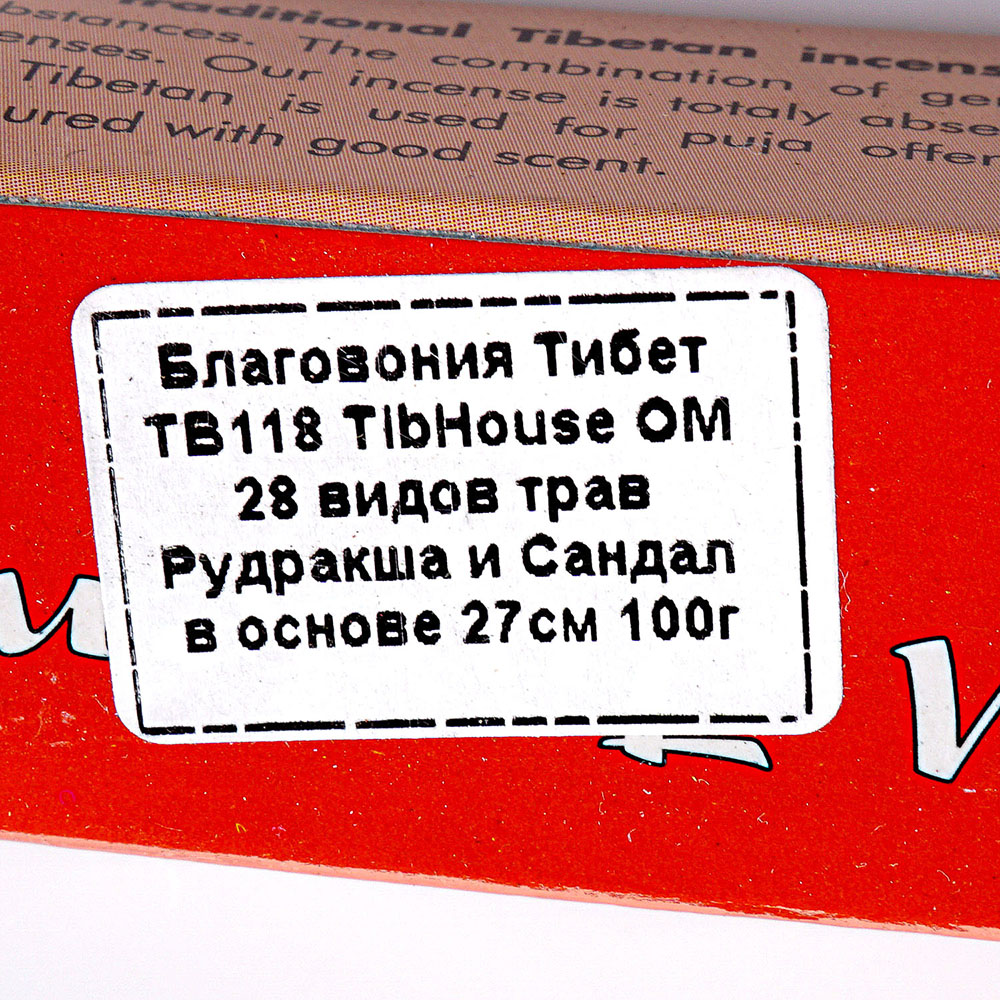 Traditional Tibetan incens
bstances. The combination of ge
enses. Our incense is totaly abse
Tibetan is used for puja offer
ured with good scent.
Благовония Тибет
TB118 TibHouse OM
28 видов трав
Рудракша и Сандал
в основе 27см 100г